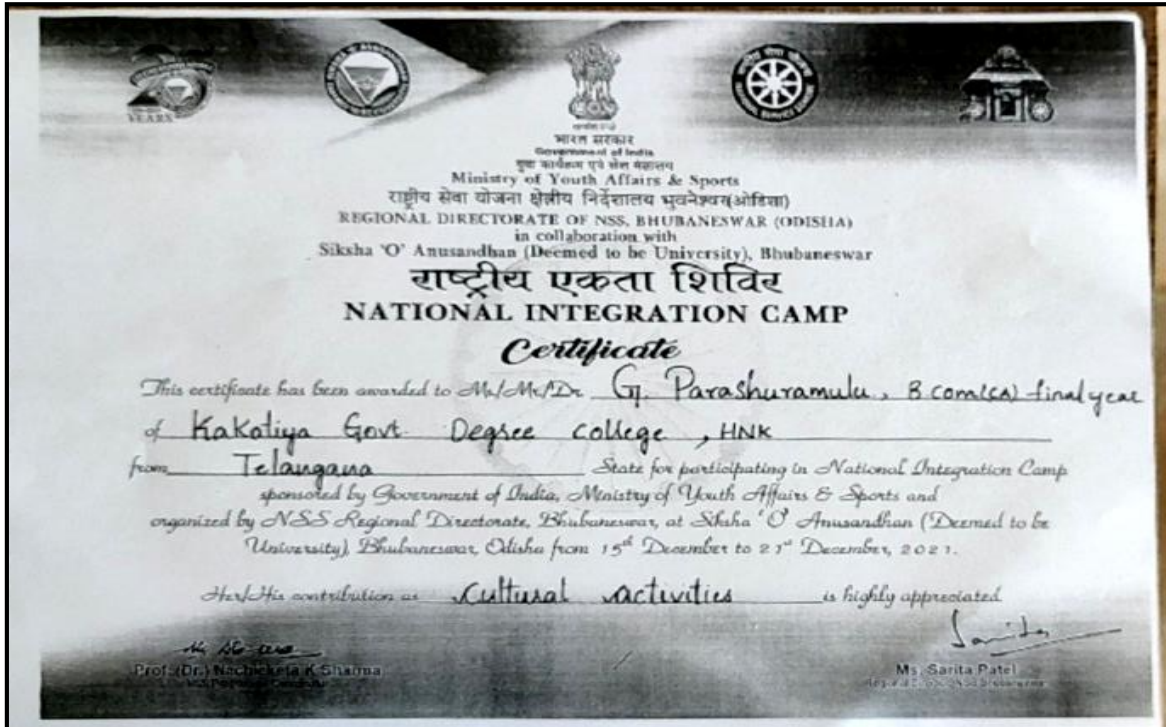 YEARS
भारत सरकार
Government of India
युवा कार्यक्रम एवं खेल मंत्रालय
Ministry of Youth Affairs & Sports
राष्ट्रीय सेवा योजना क्षेत्रीय निर्देशालय भुवनेश्वर(ओडिशा)
REGIONAL DIRECTORATE OF NSS, BHUBANESWAR (ODISHA)
in collaboration with
Siksha 'O' Anusandhan (Deemed to be University), Bhubaneswar
राष्ट्रीय एकता शिविर
NATIONAL INTEGRATION CAMP
Certificate
This certificate has been awarded to Ms/Mr/Dr G. Parashuramulu, B.com(CA) final year
of Kakatiya Govt Degree college, HNK
from Telangana State for participating in National Integration Camp
sponsored by Government of India, Ministry of Youth Affairs & Sports and
organized by NSS Regional Directorate, Bhubaneswar, at Siksha 'O' Anusandhan (Deemed to be
University) Bhubaneswar, Odisha from 15th December to 21st December, 2021.
Her/His contribution as Cultural activities is highly appreciated
Prof.(Dr.) Nachiketa K Sharma
Ms. Sarita Patel